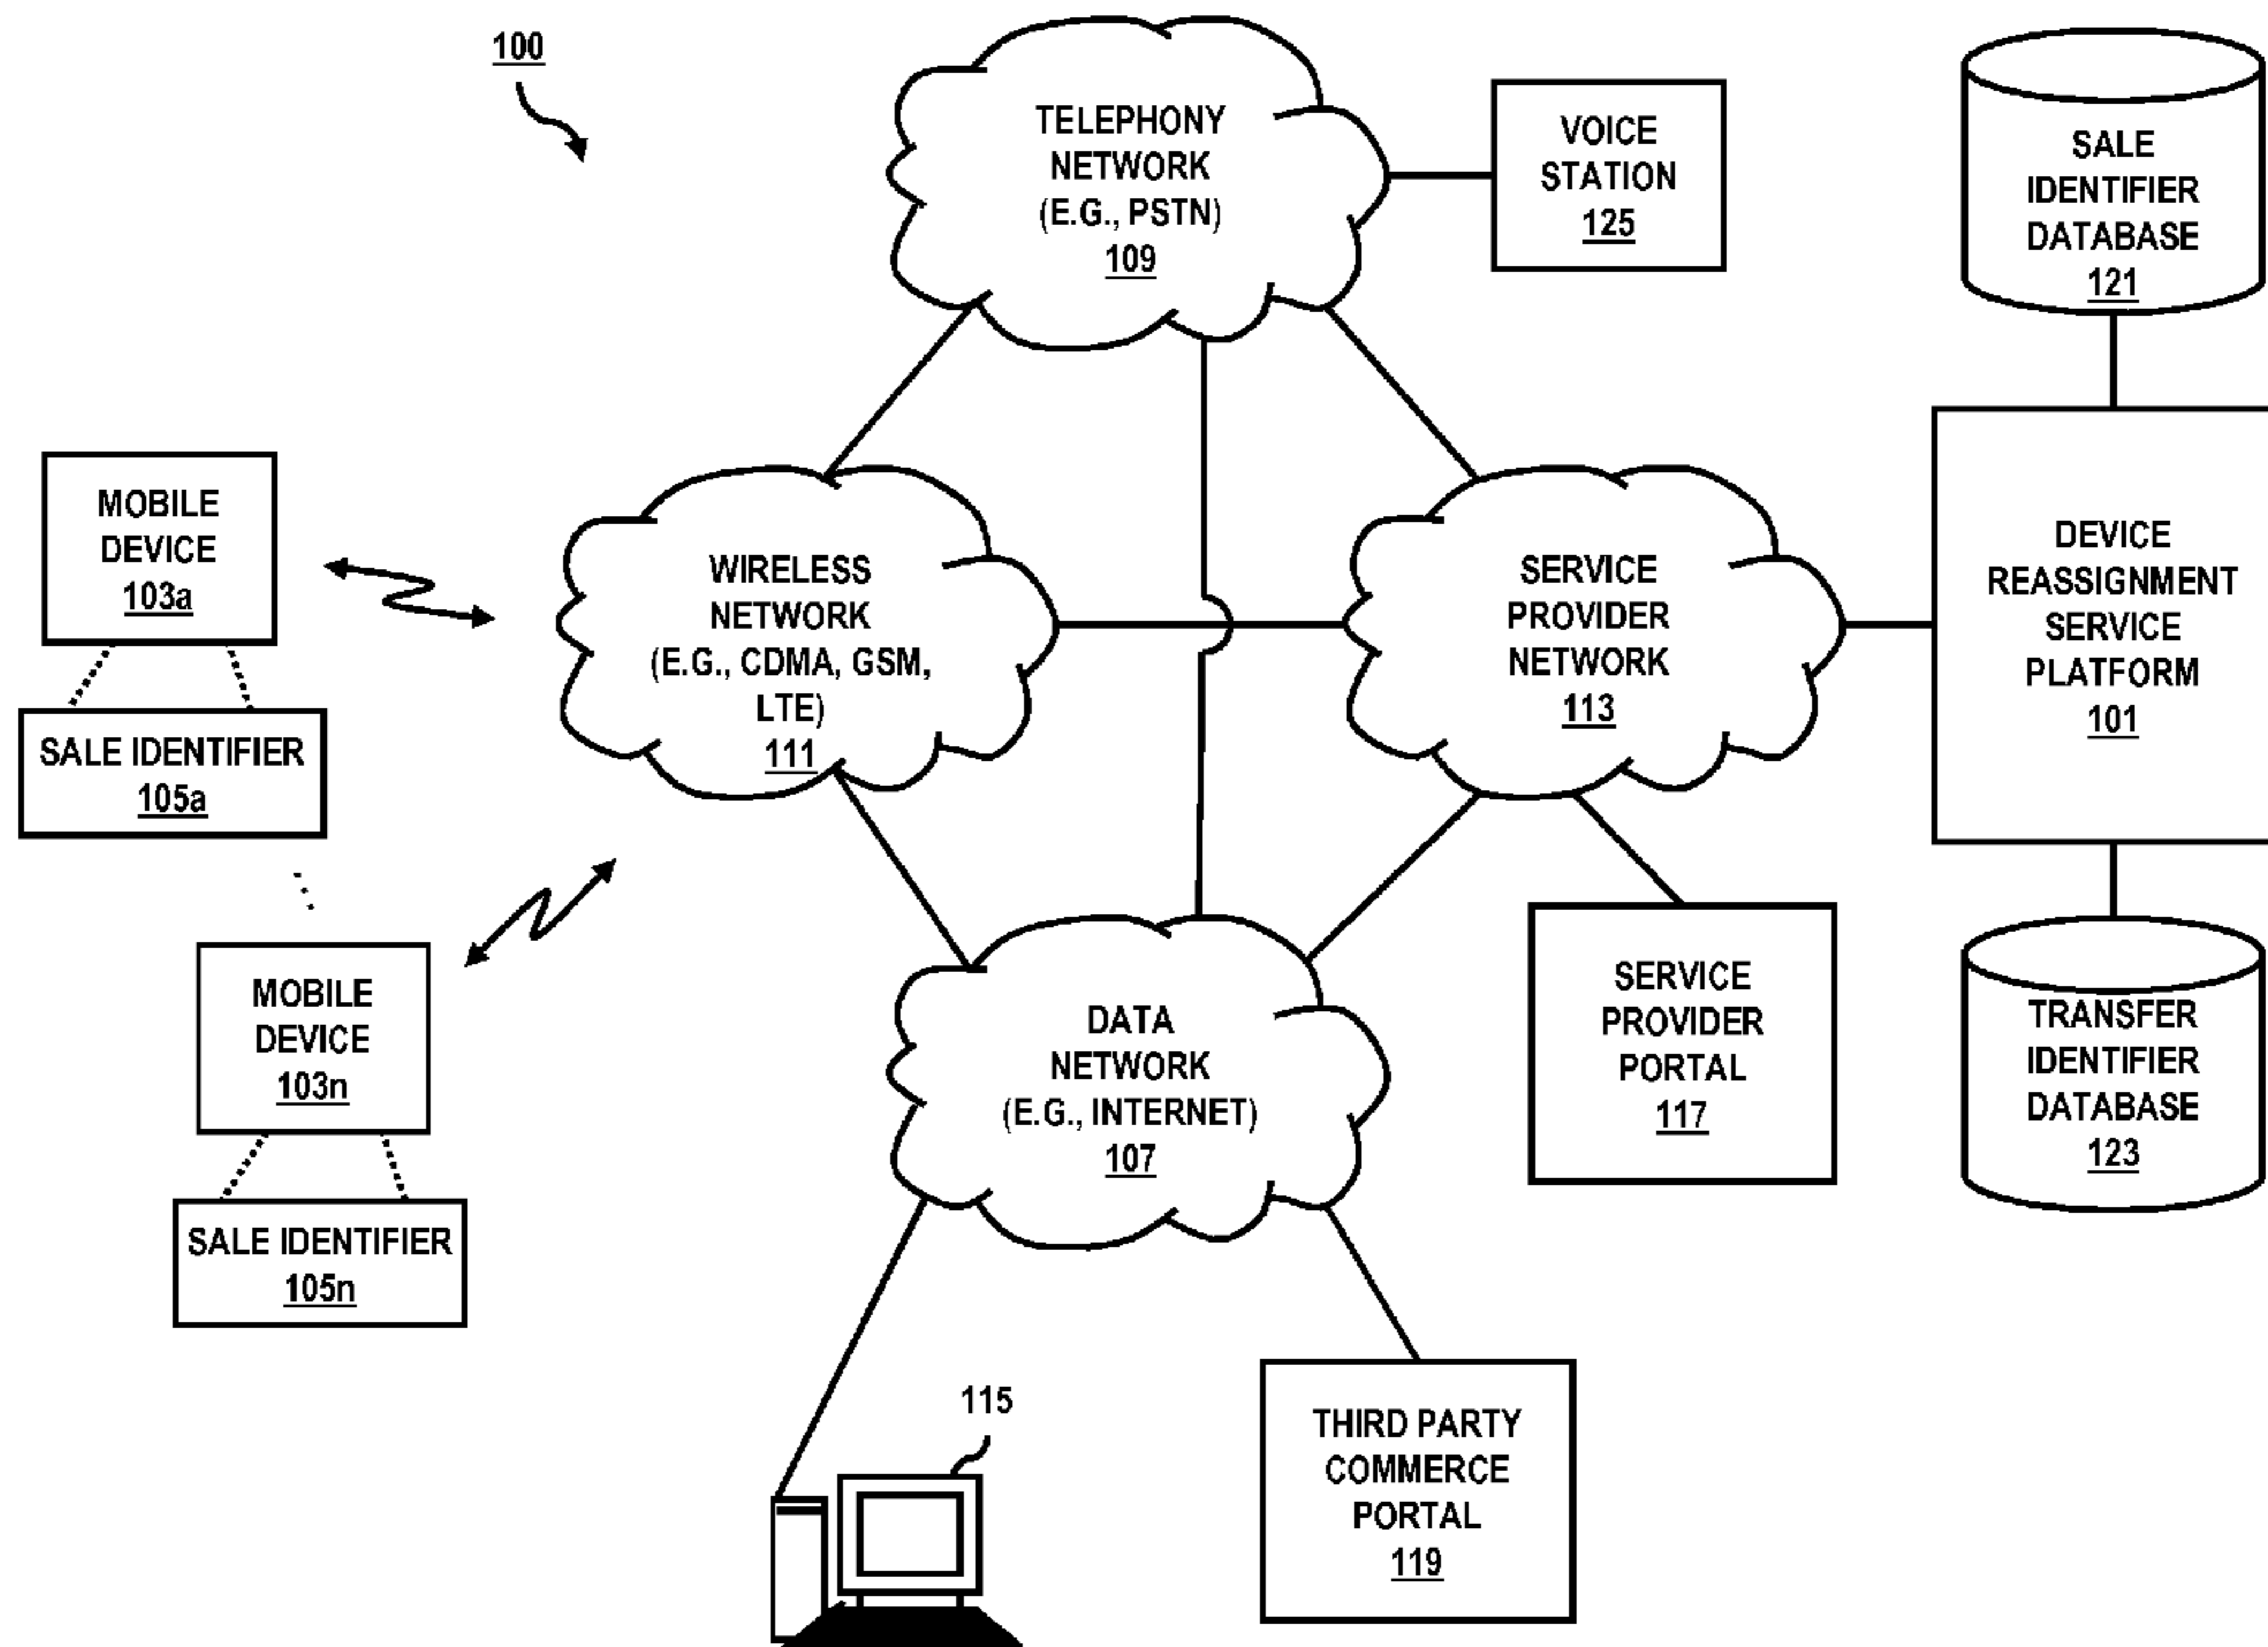 100
TELEPHONY
NETWORK
(E.G., PSTN)
109
VOICE
STATION
125
SALE
IDENTIFIER
DATABASE
121
MOBILE
DEVICE
103a
SALE IDENTIFIER
105a
WIRELESS
NETWORK
(E.G., CDMA, GSM,
LTE)
111
SERVICE
PROVIDER
NETWORK
113
DEVICE
REASSIGNMENT
SERVICE
PLATFORM
101
MOBILE
DEVICE
103n
SALE IDENTIFIER
105n
DATA
NETWORK
(E.G., INTERNET)
107
SERVICE
PROVIDER
PORTAL
117
TRANSFER
IDENTIFIER
DATABASE
123
115
THIRD PARTY
COMMERCE
PORTAL
119